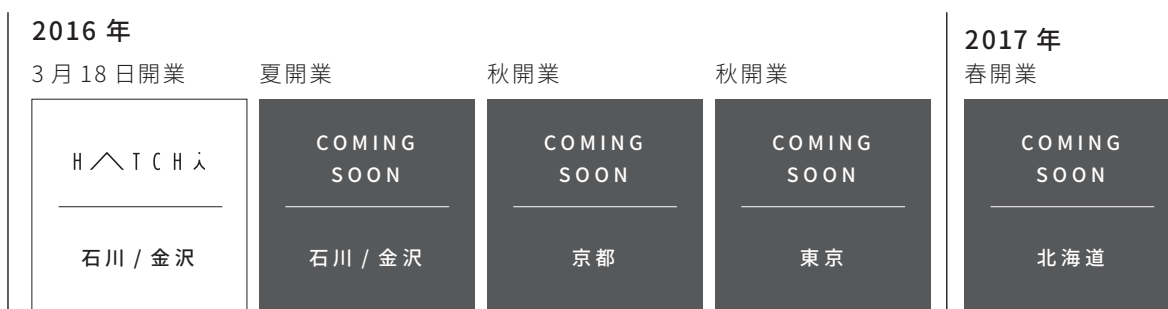 2016 年
3 月 18 日開業
HATCHi
石川 / 金沢
夏開業
COMING
SOON
石川 / 金沢
秋開業
COMING
SOON
京都
秋開業
COMING
SOON
東京
2017 年
春開業
COMING
SOON
北海道